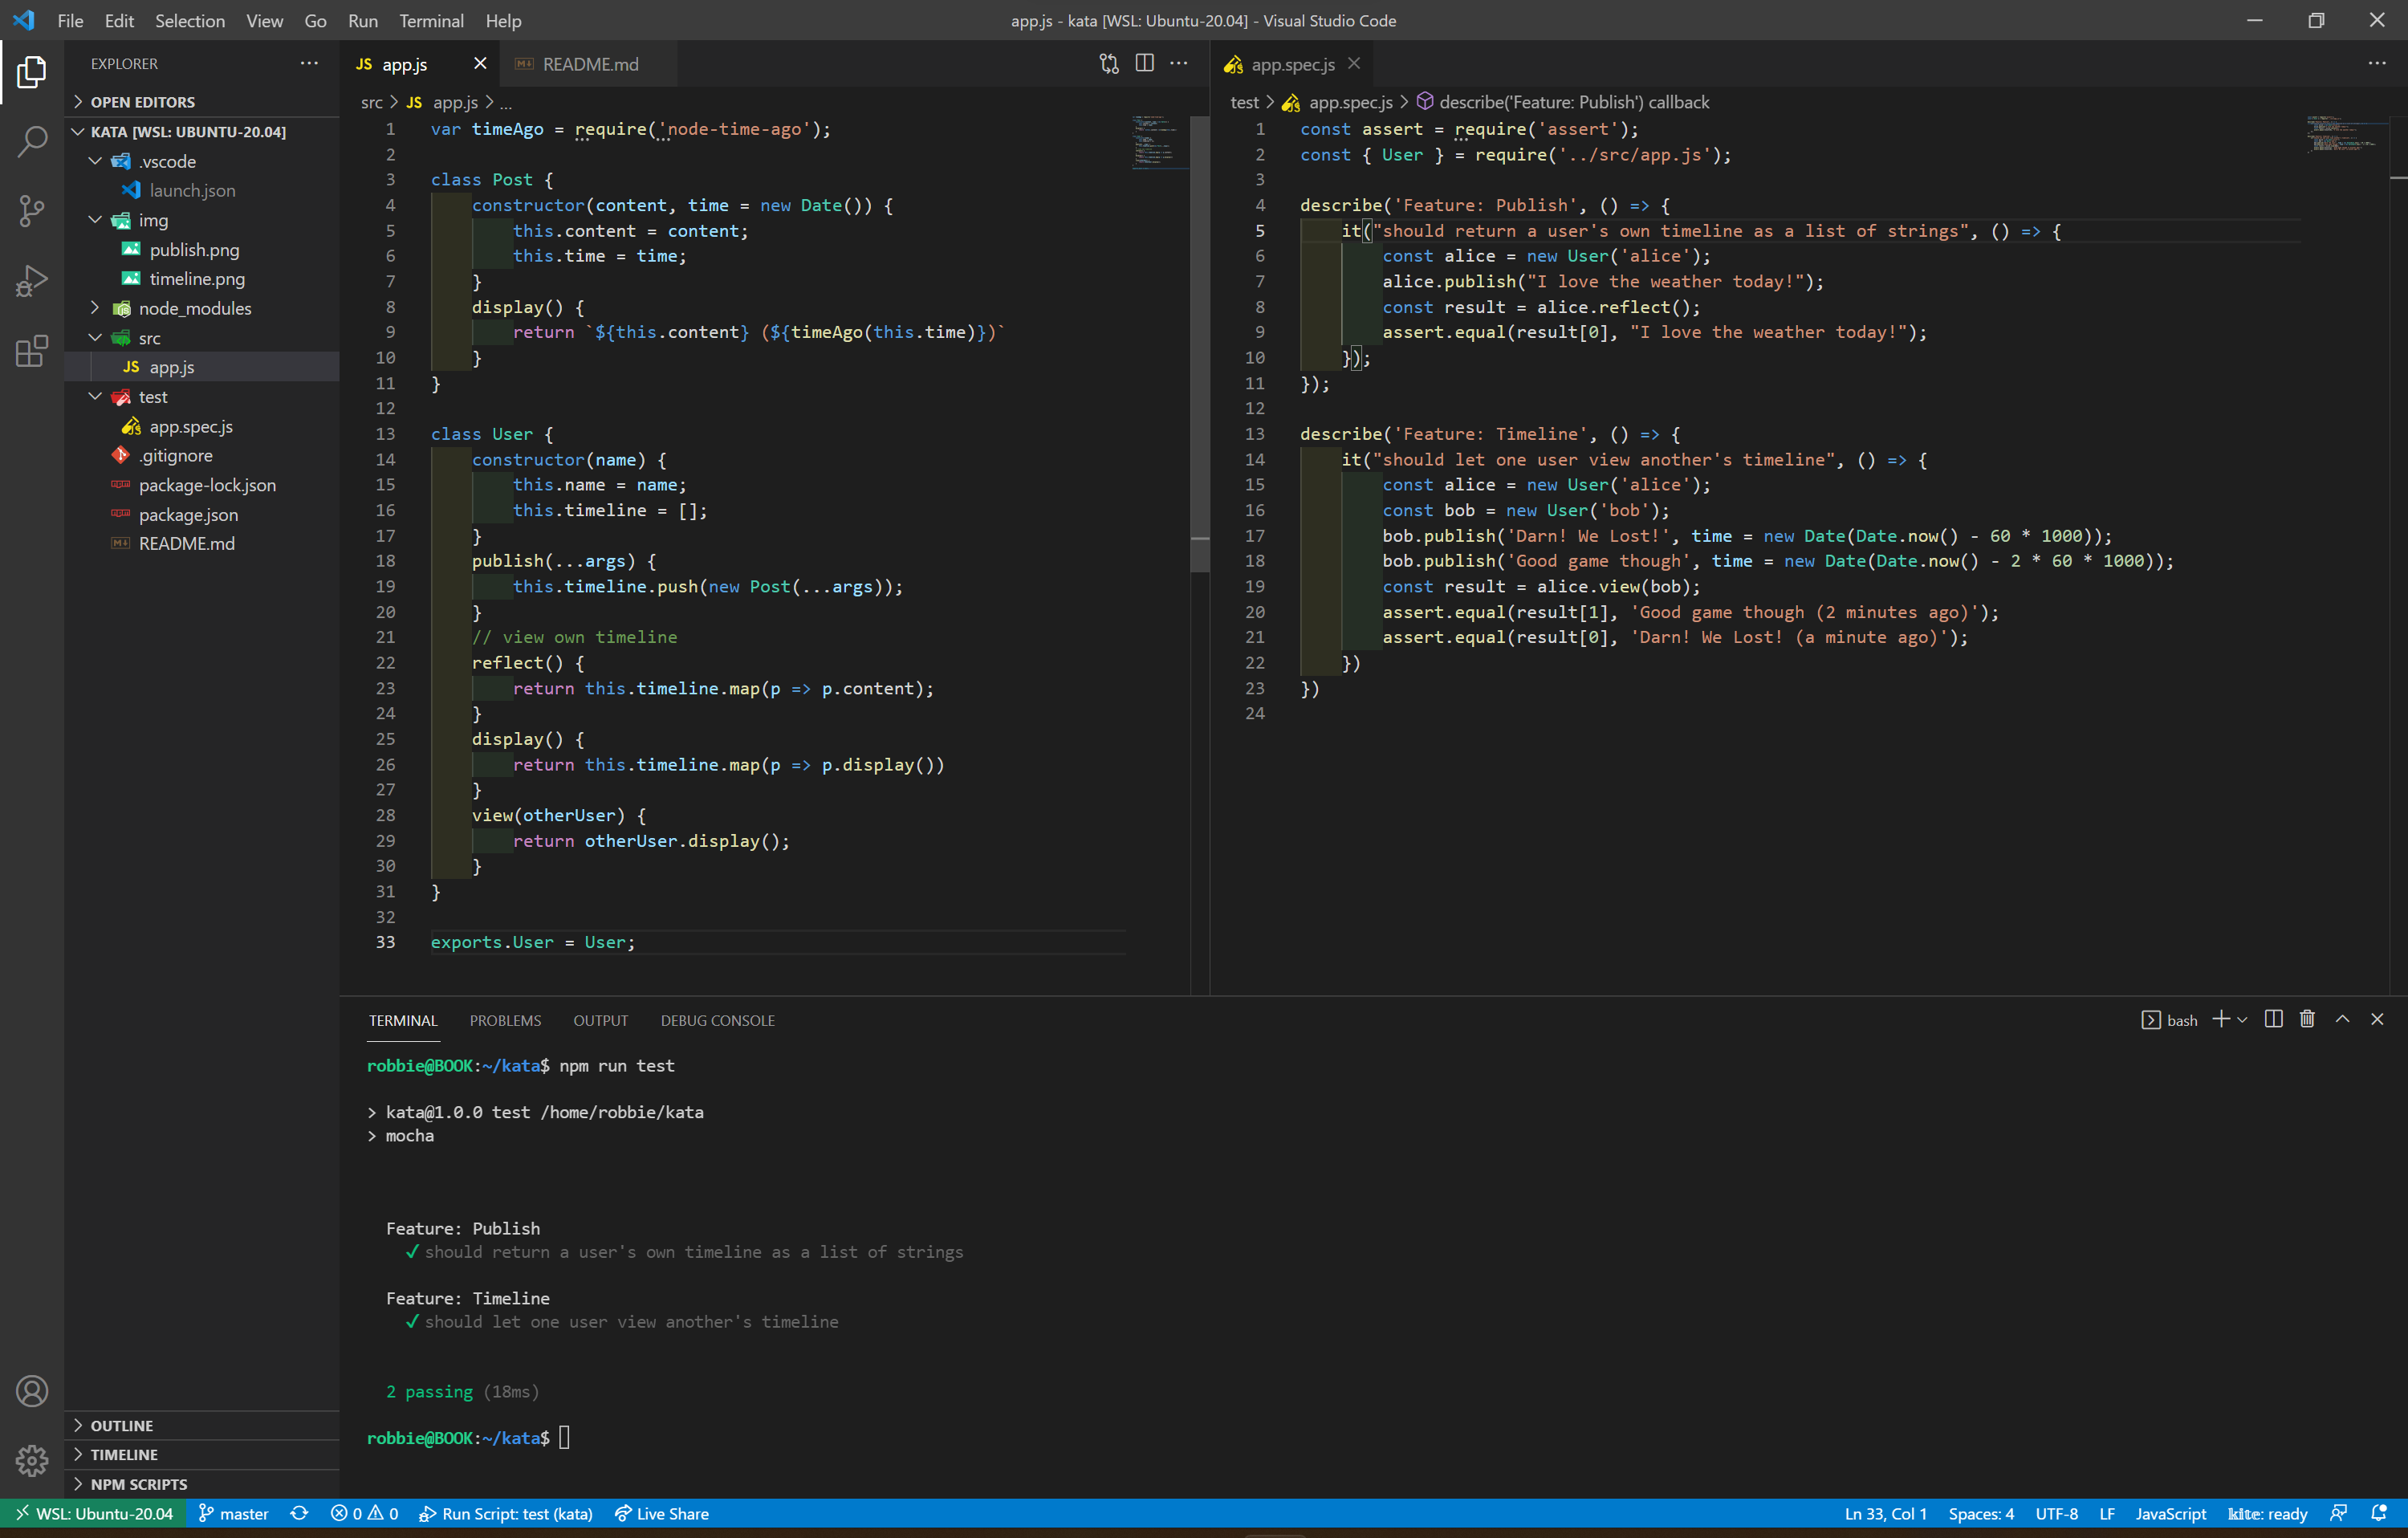 File Edit Selection View Go Run Terminal Help
app.js - kata [WSL: Ubuntu-20.04] - Visual Studio Code
EXPLORER
OPEN EDITORS
KATA [WSL: UBUNTU-20.04]
.vscode
launch.json
img
publish.png
timeline.png
node_modules
src
JS app.js
test
app.spec.js
.gitignore
package-lock.json
package.json
README.md
OUTLINE
TIMELINE
NPM SCRIPTS
JS app.js README.md
src > JS app.js > ...
1 var timeAgo = require('node-time-ago');
2
3 class Post {
4     constructor(content, time = new Date()) {
5         this.content = content;
6         this.time = time;
7     }
8     display() {
9         return `${this.content} (${timeAgo(this.time)})`
10     }
11 }
12
13 class User {
14     constructor(name) {
15         this.name = name;
16         this.timeline = [];
17     }
18     publish(...args) {
19         this.timeline.push(new Post(...args));
20     }
21     // view own timeline
22     reflect() {
23         return this.timeline.map(p => p.content);
24     }
25     display() {
26         return this.timeline.map(p => p.display())
27     }
28     view(otherUser) {
29         return otherUser.display();
30     }
31 }
32
33 exports.User = User;
app.spec.js
test > app.spec.js > describe('Feature: Publish') callback
1 const assert = require('assert');
2 const { User } = require('../src/app.js');
3
4 describe('Feature: Publish', () => {
5     it("should return a user's own timeline as a list of strings", () => {
6         const alice = new User('alice');
7         alice.publish("I love the weather today!");
8         const result = alice.reflect();
9         assert.equal(result[0], "I love the weather today!");
10     });
11 });
12
13 describe('Feature: Timeline', () => {
14     it("should let one user view another's timeline", () => {
15         const alice = new User('alice');
16         const bob = new User('bob');
17         bob.publish('Darn! We Lost!', time = new Date(Date.now() - 60 * 1000));
18         bob.publish('Good game though', time = new Date(Date.now() - 2 * 60 * 1000));
19         const result = alice.view(bob);
20         assert.equal(result[1], 'Good game though (2 minutes ago)');
21         assert.equal(result[0], 'Darn! We Lost! (a minute ago)');
22     })
23 })
24
TERMINAL PROBLEMS OUTPUT DEBUG CONSOLE
bash
robbie@BOOK:~/kata$ npm run test
> kata@1.0.0 test /home/robbie/kata
> mocha
Feature: Publish
✓ should return a user's own timeline as a list of strings
Feature: Timeline
✓ should let one user view another's timeline
2 passing (18ms)
robbie@BOOK:~/kata$
WSL: Ubuntu-20.04 master 0 0 Run Script: test (kata) Live Share
Ln 33, Col 1 Spaces: 4 UTF-8 LF JavaScript kite: ready